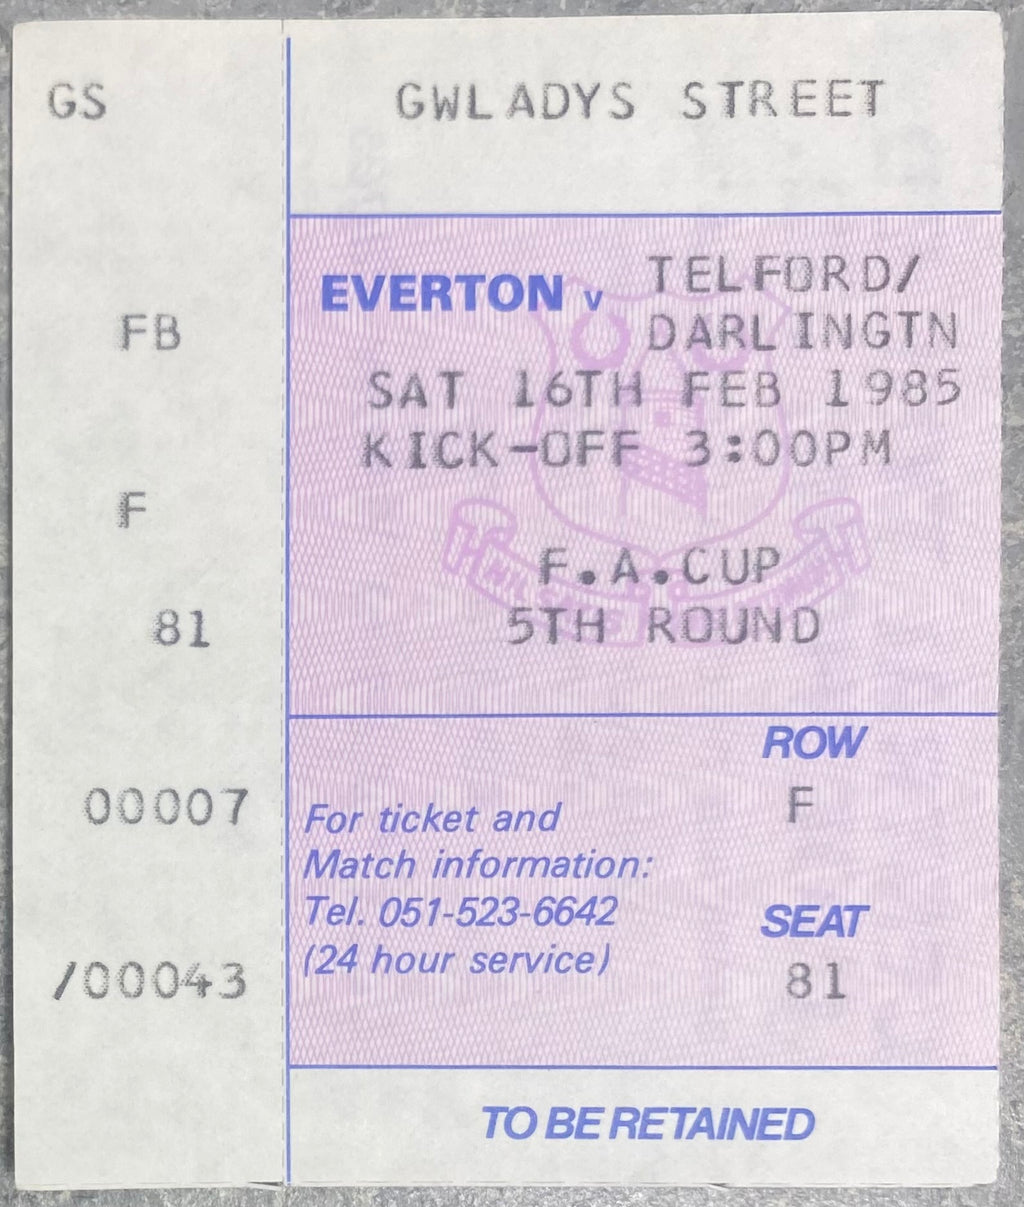 GS
FB
F
81
00007
/00043
GWLADYS STREET
EVERTON v TELFORD/
DARLINGTN
SAT 16TH FEB 1985
KICK-OFF 3:00PM
F.A.CUP
5TH ROUND
For ticket and
Match information:
Tel. 051-523-6642
(24 hour service)
ROW
F
SEAT
81
TO BE RETAINED